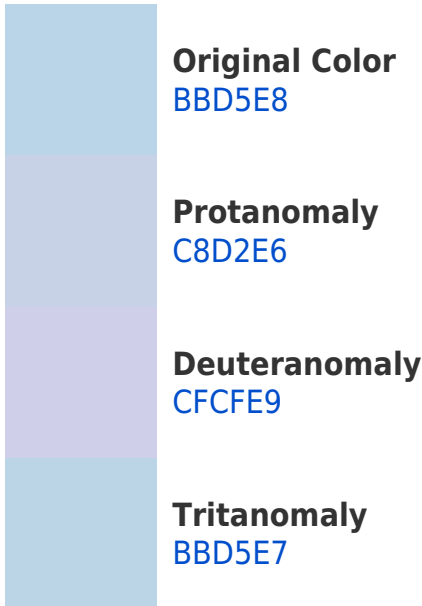 Original Color
BBD5E8
Protanomaly
C8D2E6
Deuteranomaly
CFCFE9
Tritanomaly
BBD5E7